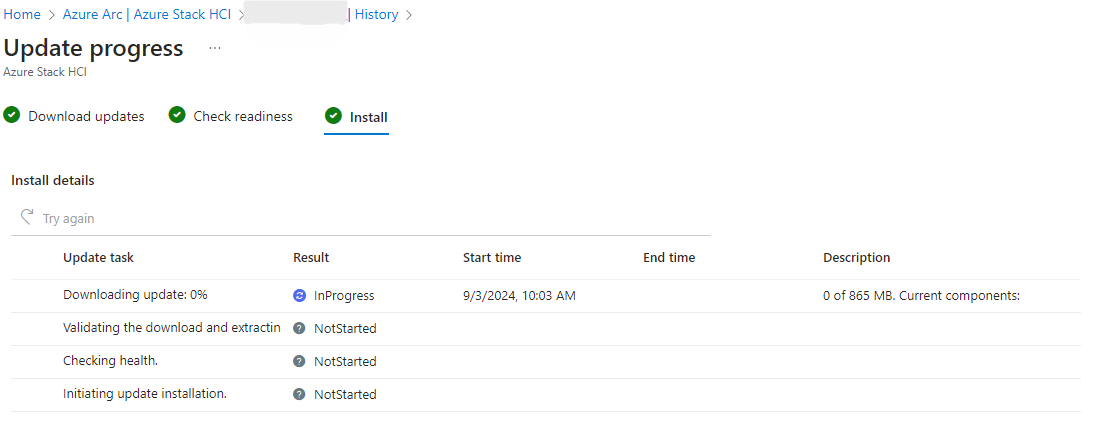 Home > Azure Arc | Azure Stack HCI > | History >
Update progress ...
Azure Stack HCI
Download updates Check readiness Install
Install details
Try again
Update task Result Start time End time Description
Downloading update: 0% InProgress 9/3/2024, 10:03 AM 0 of 865 MB. Current components:
Validating the download and extractin NotStarted
Checking health. NotStarted
Initiating update installation. NotStarted